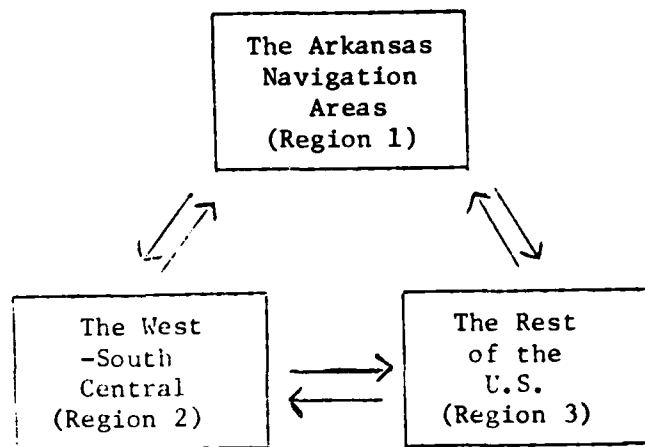 The Arkansas
Navigation
Areas
(Region 1)
The West
-South
Central
(Region 2)
The Rest
of the
U.S.
(Region 3)